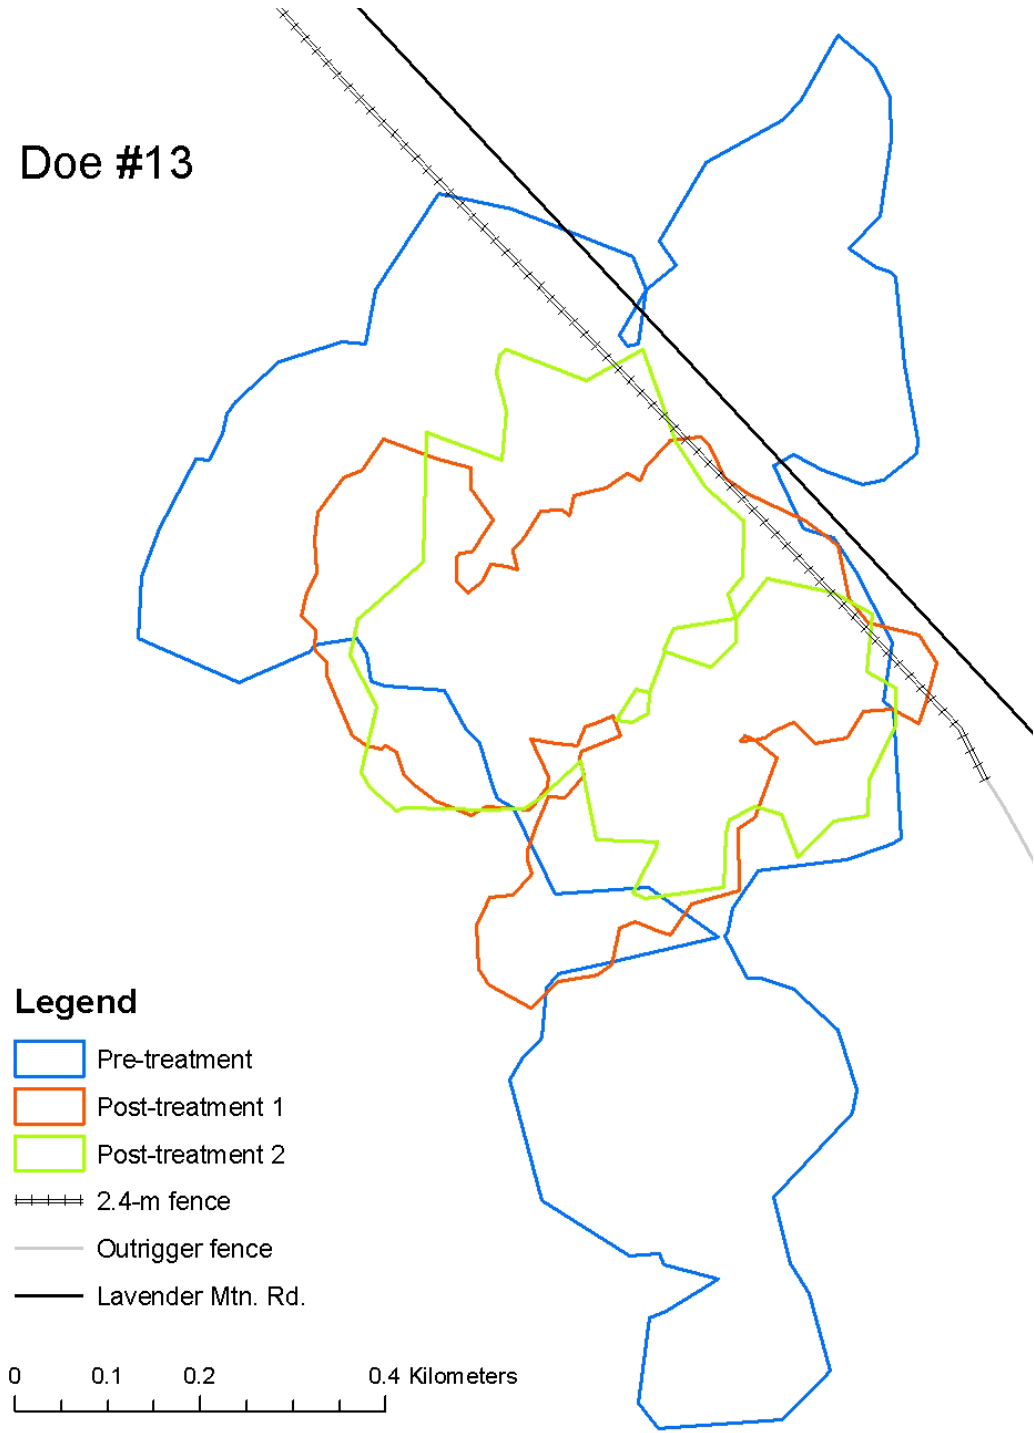 Doe #13
Legend
Pre-treatment
Post-treatment 1
Post-treatment 2
2.4-m fence
Outrigger fence
Lavender Mtn. Rd.
0 0.1 0.2 0.4 Kilometers